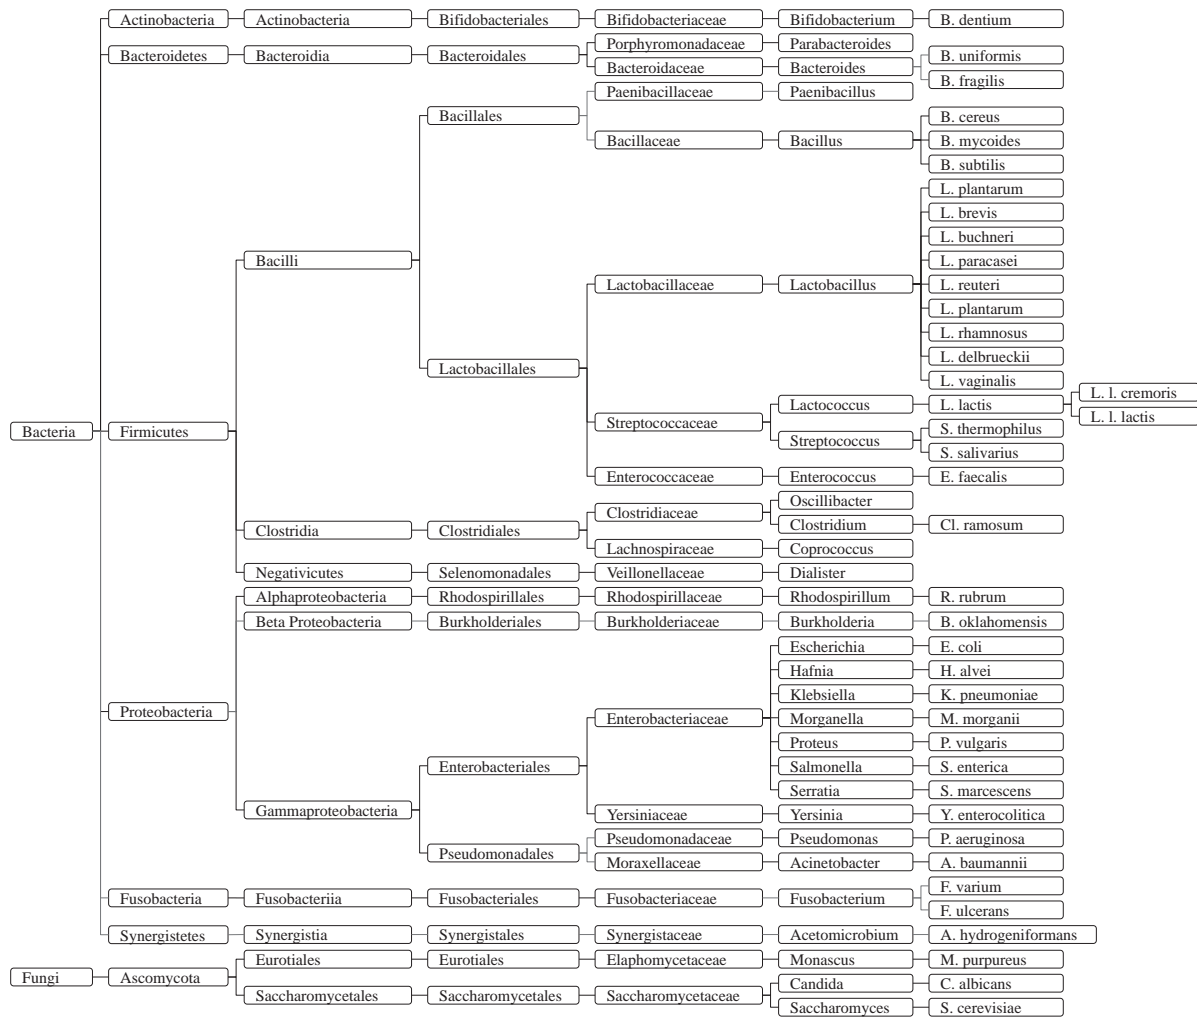 Actinobacteria Actinobacteria Bifidobacteriales Bifidobacteriaceae Bifidobacterium B. dentium
Porphyromonadaceae Parabacteroides
Bacteroidetes Bacteroidia Bacteroidales B. uniformis
Bacteroidaceae Bacteroides
B. fragilis
Paenibacillaceae Paenibacillus
Bacillales B. cereus
Bacillaceae Bacillus B. mycoides
B. subtilis
L. plantarum
L. brevis
L. buchneri
Bacilli L. paracasei
Lactobacillaceae Lactobacillus L. reuteri
L. plantarum
L. rhamnosus
L. delbrueckii
Lactobacillales
L. vaginalis
L. l. cremoris
Lactococcus L. lactis
L. l. lactis
Streptococcaceae
Bacteria Firmicutes S. thermophilus
Streptococcus
S. salivarius
Enterococcaceae Enterococcus E. faecalis
Oscillibacter
Clostridiaceae
Clostridia Clostridiales Clostridium Cl. ramosum
Lachnospiraceae Coprococcus
Negativicutes Selenomonadales Veillonellaceae Dialister
Alphaproteobacteria Rhodospirillales Rhodospirillaceae Rhodospirillum R. rubrum
Beta Proteobacteria Burkholderiales Burkholderiaceae Burkholderia B. oklahomensis
Escherichia E. coli
Hafnia H. alvei
Klebsiella K. pneumoniae
Proteobacteria
Enterobacteriaceae Morganella M. morganii
Proteus P. vulgaris
Enterobacteriales Salmonella S. enterica
Serratia S. marcescens
Gammaproteobacteria Yersiniaceae Yersinia Y. enterocolitica
Pseudomonadaceae Pseudomonas P. aeruginosa
Pseudomonadales
Moraxellaceae Acinetobacter A. baumannii
F. varium
Fusobacteria Fusobacteriia Fusobacteriales Fusobacteriaceae Fusobacterium
F. ulcerans
Synergistetes Synergistia Synergistales Synergistaceae Acetomicrobium A. hydrogeniformans
Eurotiales Eurotiales Elaphomycetaceae Monascus M. purpureus
Fungi Ascomycota
Candida C. albicans
Saccharomycetales Saccharomycetales Saccharomycetaceae
Saccharomyces S. cerevisiae